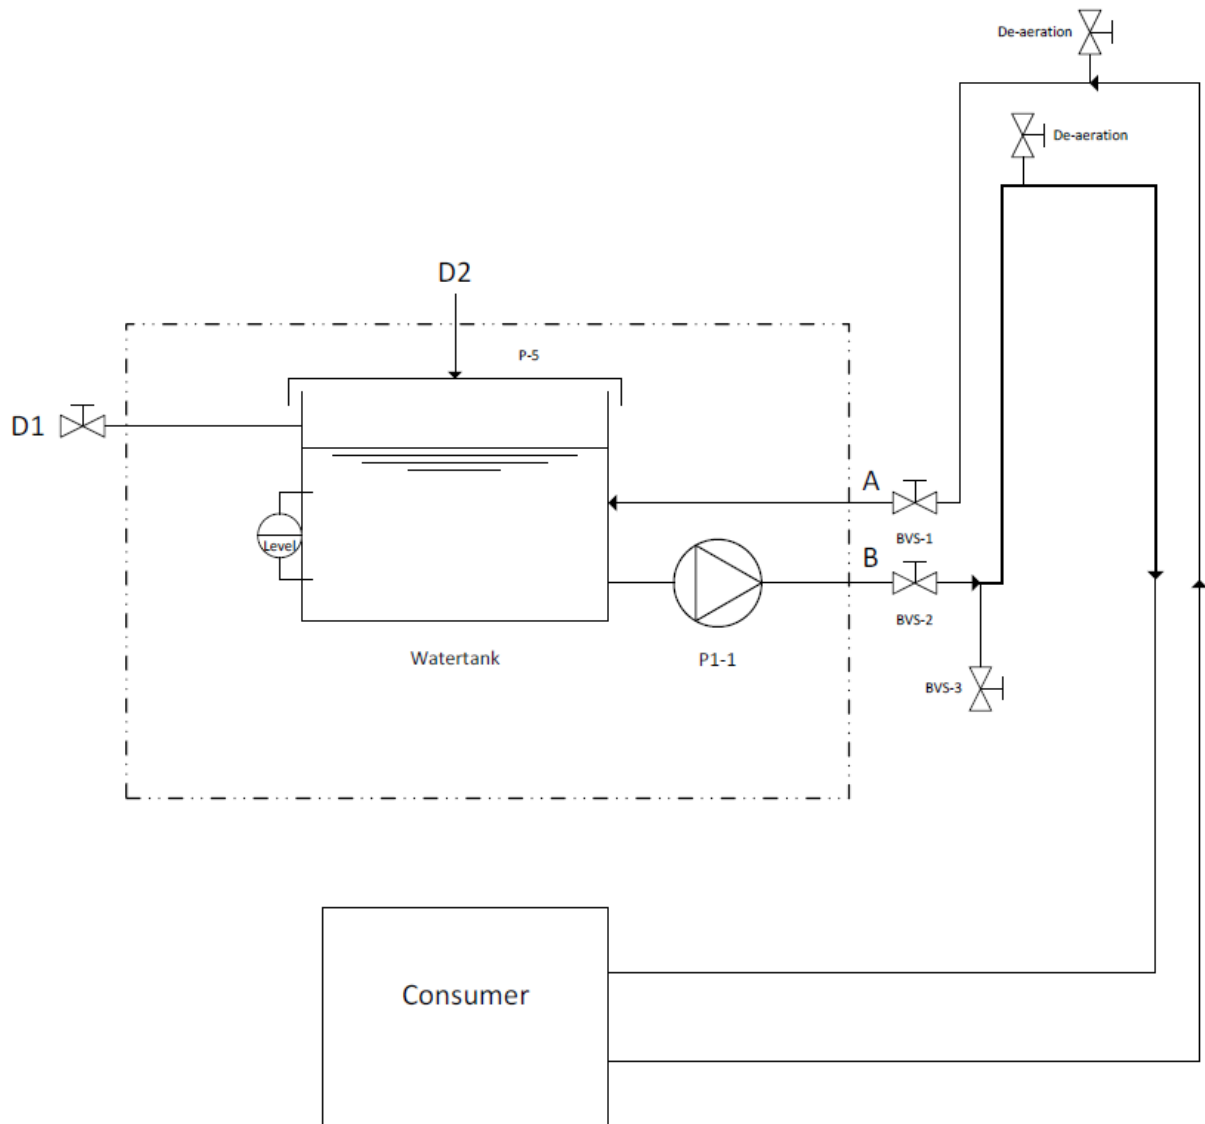 De-aeration
De-aeration
D2
P-5
D1
A
BVS-1
Level
B
BVS-2
Watertank
P1-1
BVS-3
Consumer